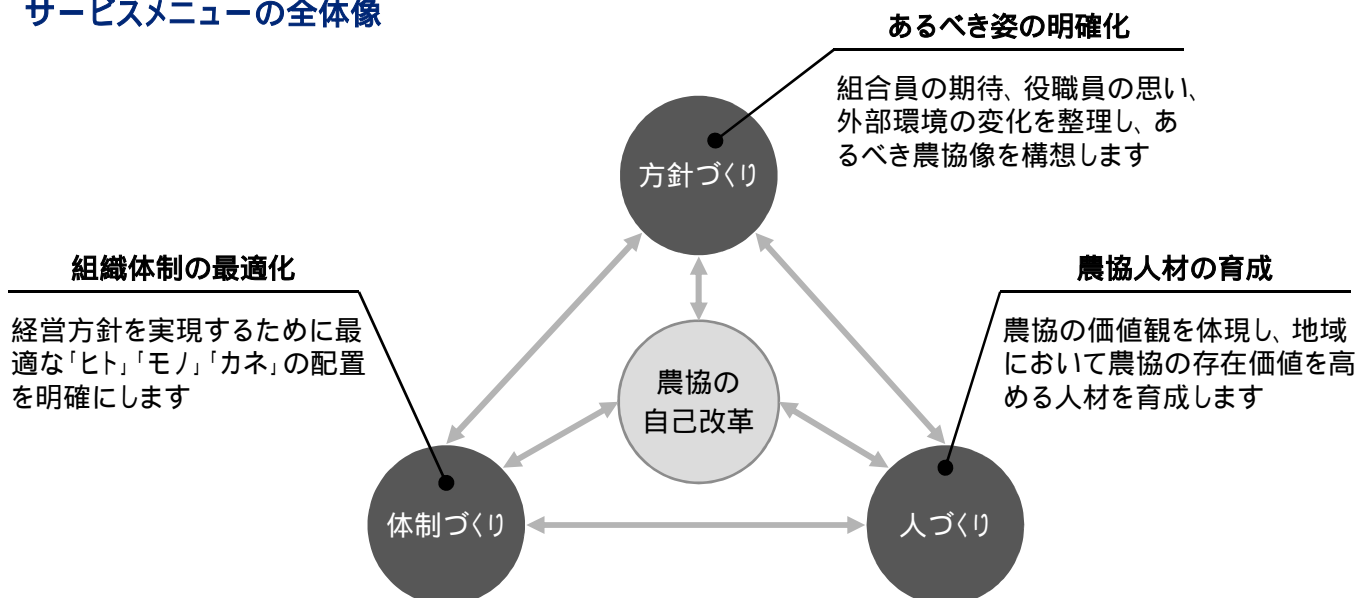 サービスメニューの全体像
あるべき姿の明確化
組合員の期待、役職員の思い、
外部環境の変化を整理し、あ
るべき農協像を構想します
方針づくり
組織体制の最適化
経営方針を実現するために最
適な「ヒト」「モノ」「カネ」の配置
を明確にします
農協人材の育成
農協の価値観を体現し、地域
において農協の存在価値を高
める人材を育成します
農協の
自己改革
体制づくり
人づくり